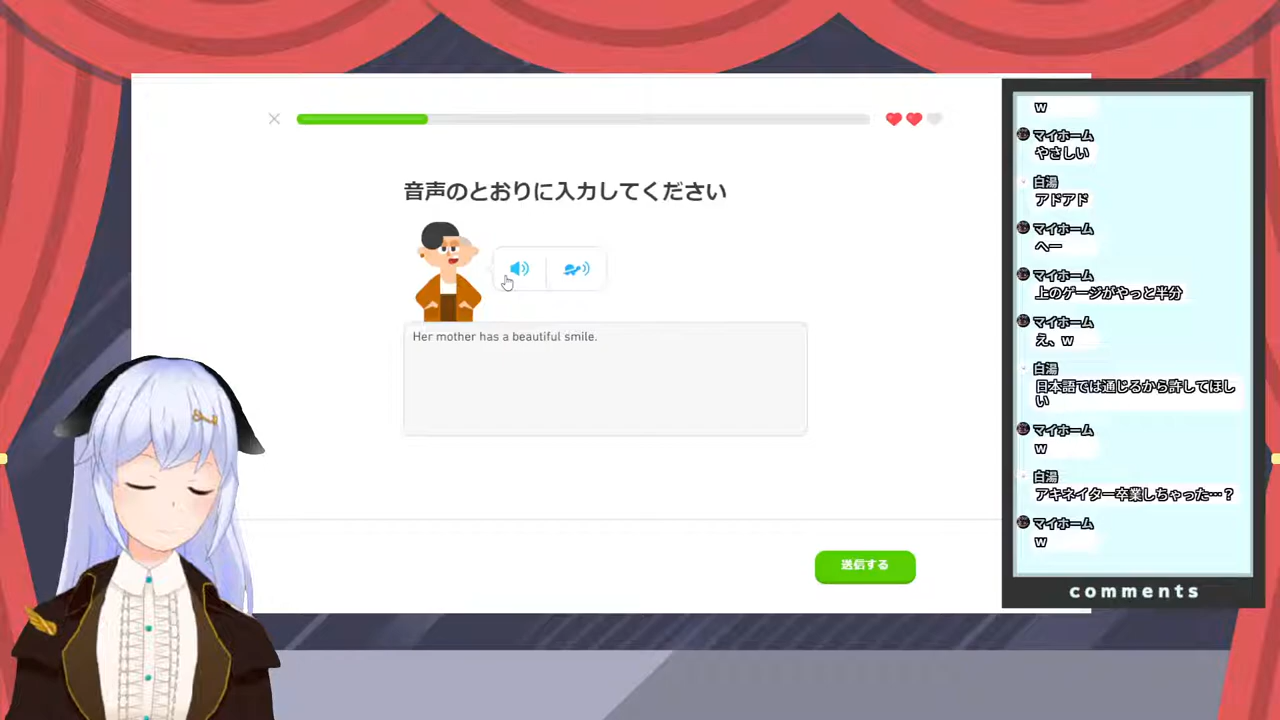 音声のとおりに入力してください
Her mother has a beautiful smile.
送信する
w
マイホーム
やさしい
白湯
アドアド
マイホーム
へー
マイホーム
上のゲージがやっと半分
マイホーム
え、w
白湯
日本語では通じるから許してほし
い
マイホーム
w
白湯
アキネイター卒業しちゃった…？
マイホーム
w
comments